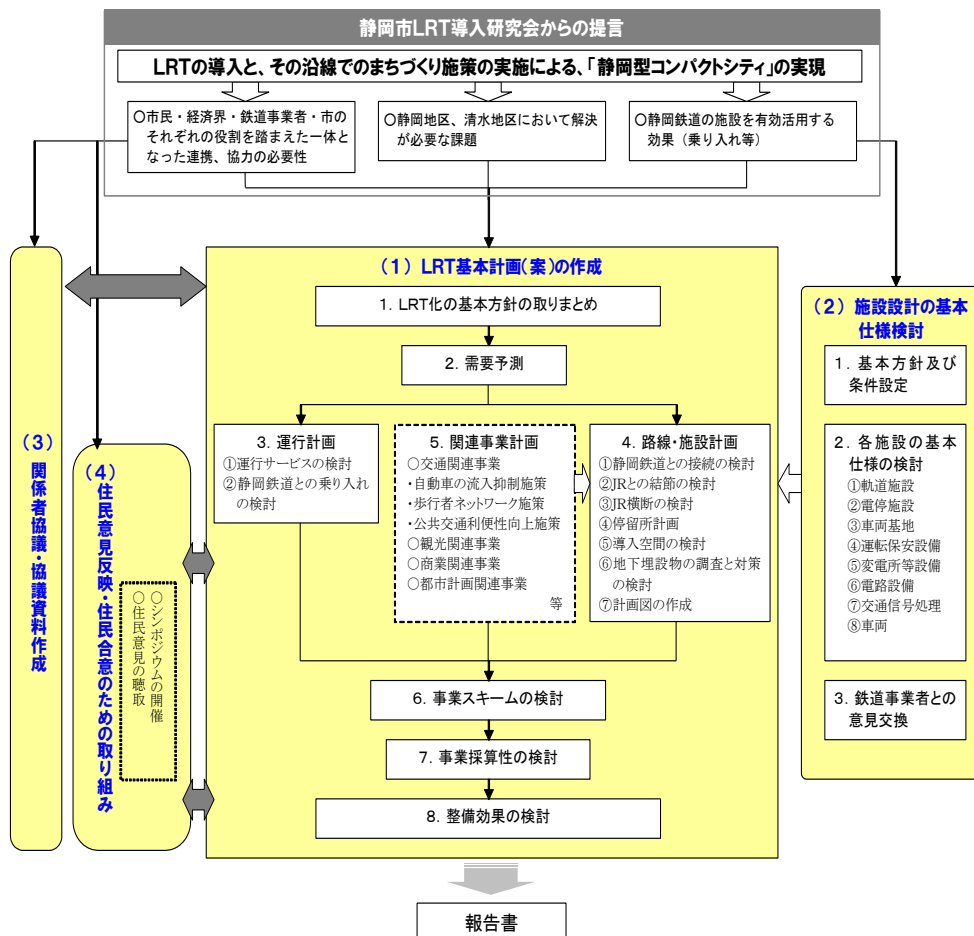 静岡市LRT導入研究会からの提言
LRTの導入と、その沿線でのまちづくり施策の実施による、「静岡型コンパクトシティ」の実現
○市民・経済界・鉄道事業者・市の
それぞれの役割を踏まえた一体
となった連携、協力の必要性
○静岡地区、清水地区において解決
が必要な課題
○静岡鉄道の施設を有効活用する
効果（乗り入れ等）
（1）LRT基本計画（案）の作成
1．LRT化の基本方針の取りまとめ
2．需要予測
3．運行計画
①運行サービスの検討
②静岡鉄道との乗り入れ
の検討
5．関連事業計画
○交通関連事業
・自動車の流入抑制施策
・歩行者ネットワーク施策
・公共交通利便性向上施策
○観光関連事業
○商業関連事業
○都市計画関連事業
等
4．路線・施設計画
①静岡鉄道との接続の検討
②JRとの結節の検討
③JR横断の検討
④停留所計画
⑤導入空間の検討
⑥地下埋設物の調査と対策
の検討
⑦計画図の作成
6．事業スキームの検討
7．事業採算性の検討
8．整備効果の検討
（2）施設設計の基本
仕様検討
1．基本方針及び
条件設定
2．各施設の基本
仕様の検討
①軌道施設
②電停施設
③車両基地
④運転保安設備
⑤変電所等設備
⑥電路設備
⑦交通信号処理
⑧車両
3．鉄道事業者との
意見交換
（3）
関係者協議・協議資料作成
（4）
住民意見反映・住民合意のための取り組み
○シンポジウムの開催
○住民意見の聴取
報告書